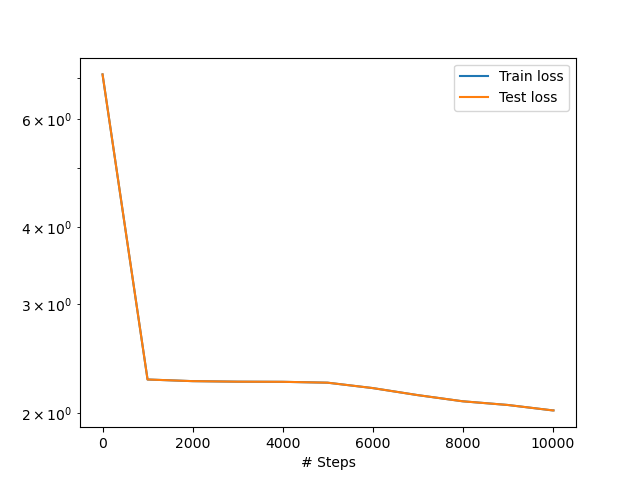 Train loss
Test loss
6 × 10⁰
4 × 10⁰
3 × 10⁰
2 × 10⁰
0 2000 4000 6000 8000 10000
# Steps